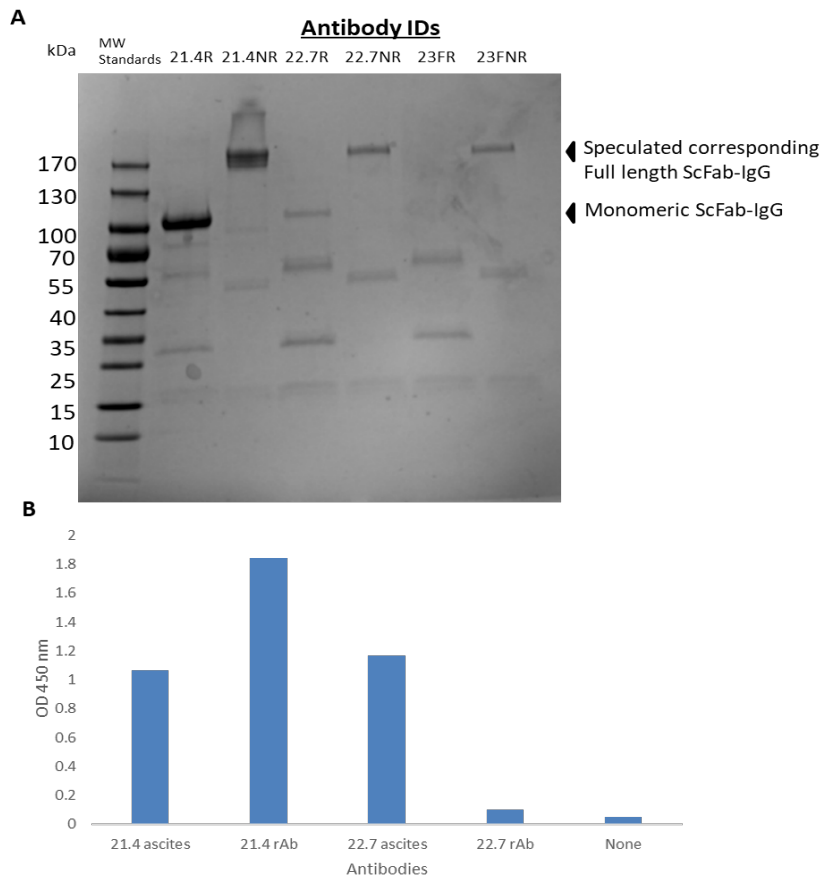 A
Antibody IDs
kDa
MW
Standards
21.4R 21.4NR 22.7R 22.7NR 23FR 23FNR
170
130
100
70
55
40
35
25
15
10
Speculated corresponding
Full length ScFab-IgG
Monomeric ScFab-IgG
B
2
1.8
1.6
1.4
1.2
1
0.8
0.6
0.4
0.2
0
OD 450 nm
21.4 ascites 21.4 rAb 22.7 ascites 22.7 rAb None
Antibodies